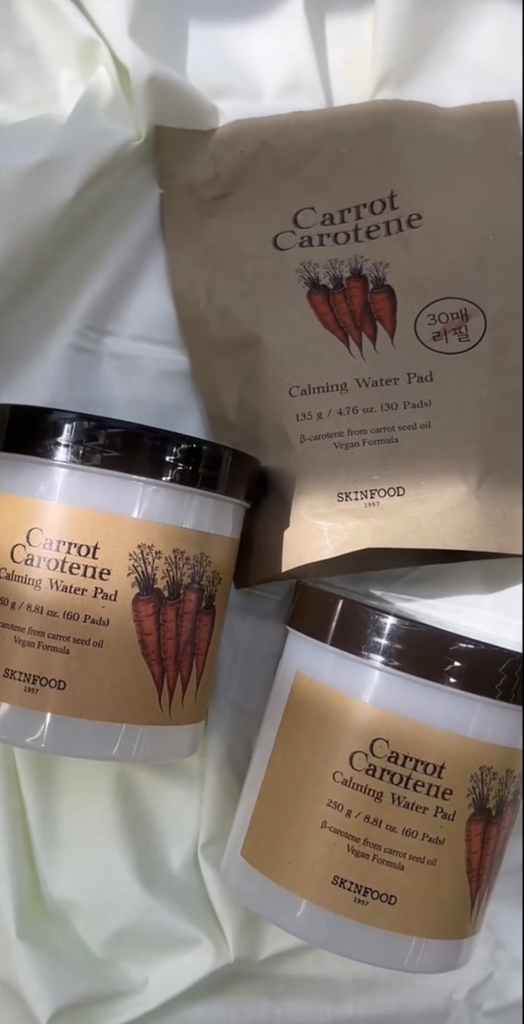 Carrot
Carotene
30매
리필
Calming Water Pad
135 g / 4.76 oz. (30 Pads)
β-carotene from carrot seed oil
Vegan Formula
SKINFOOD
1957
Carrot
Carotene
Calming Water Pad
50 g / 8.81 oz. (60 Pads)
carotene from carrot seed oil
Vegan Formula
SKINFOOD
1957
Carrot
Carotene
Calming Water Pad
250 g / 8.81 oz. (60 Pads)
β-carotene from carrot seed oil
Vegan Formula
SKINFOOD
1957